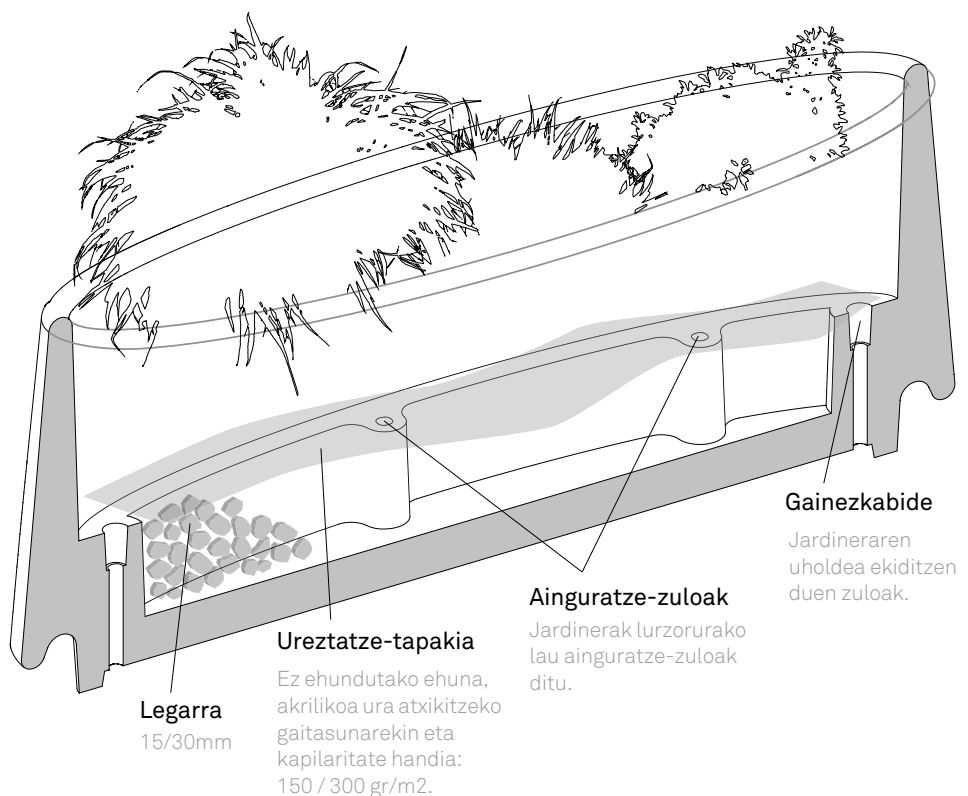 Gainezkabide
Jardineraren
uholdea ekiditzen
duen zuloak.
Ainguratze-zuloak
Jardinerak lurzorurako
lau ainguratze-zuloak
ditu.
Ureztatze-tapakia
Ez ehundutako ehuna,
akrilikoa ura atxikitzeko
gaitasunarekin eta
kapilaritate handia:
150 / 300 gr/m2.
Legarra
15/30mm